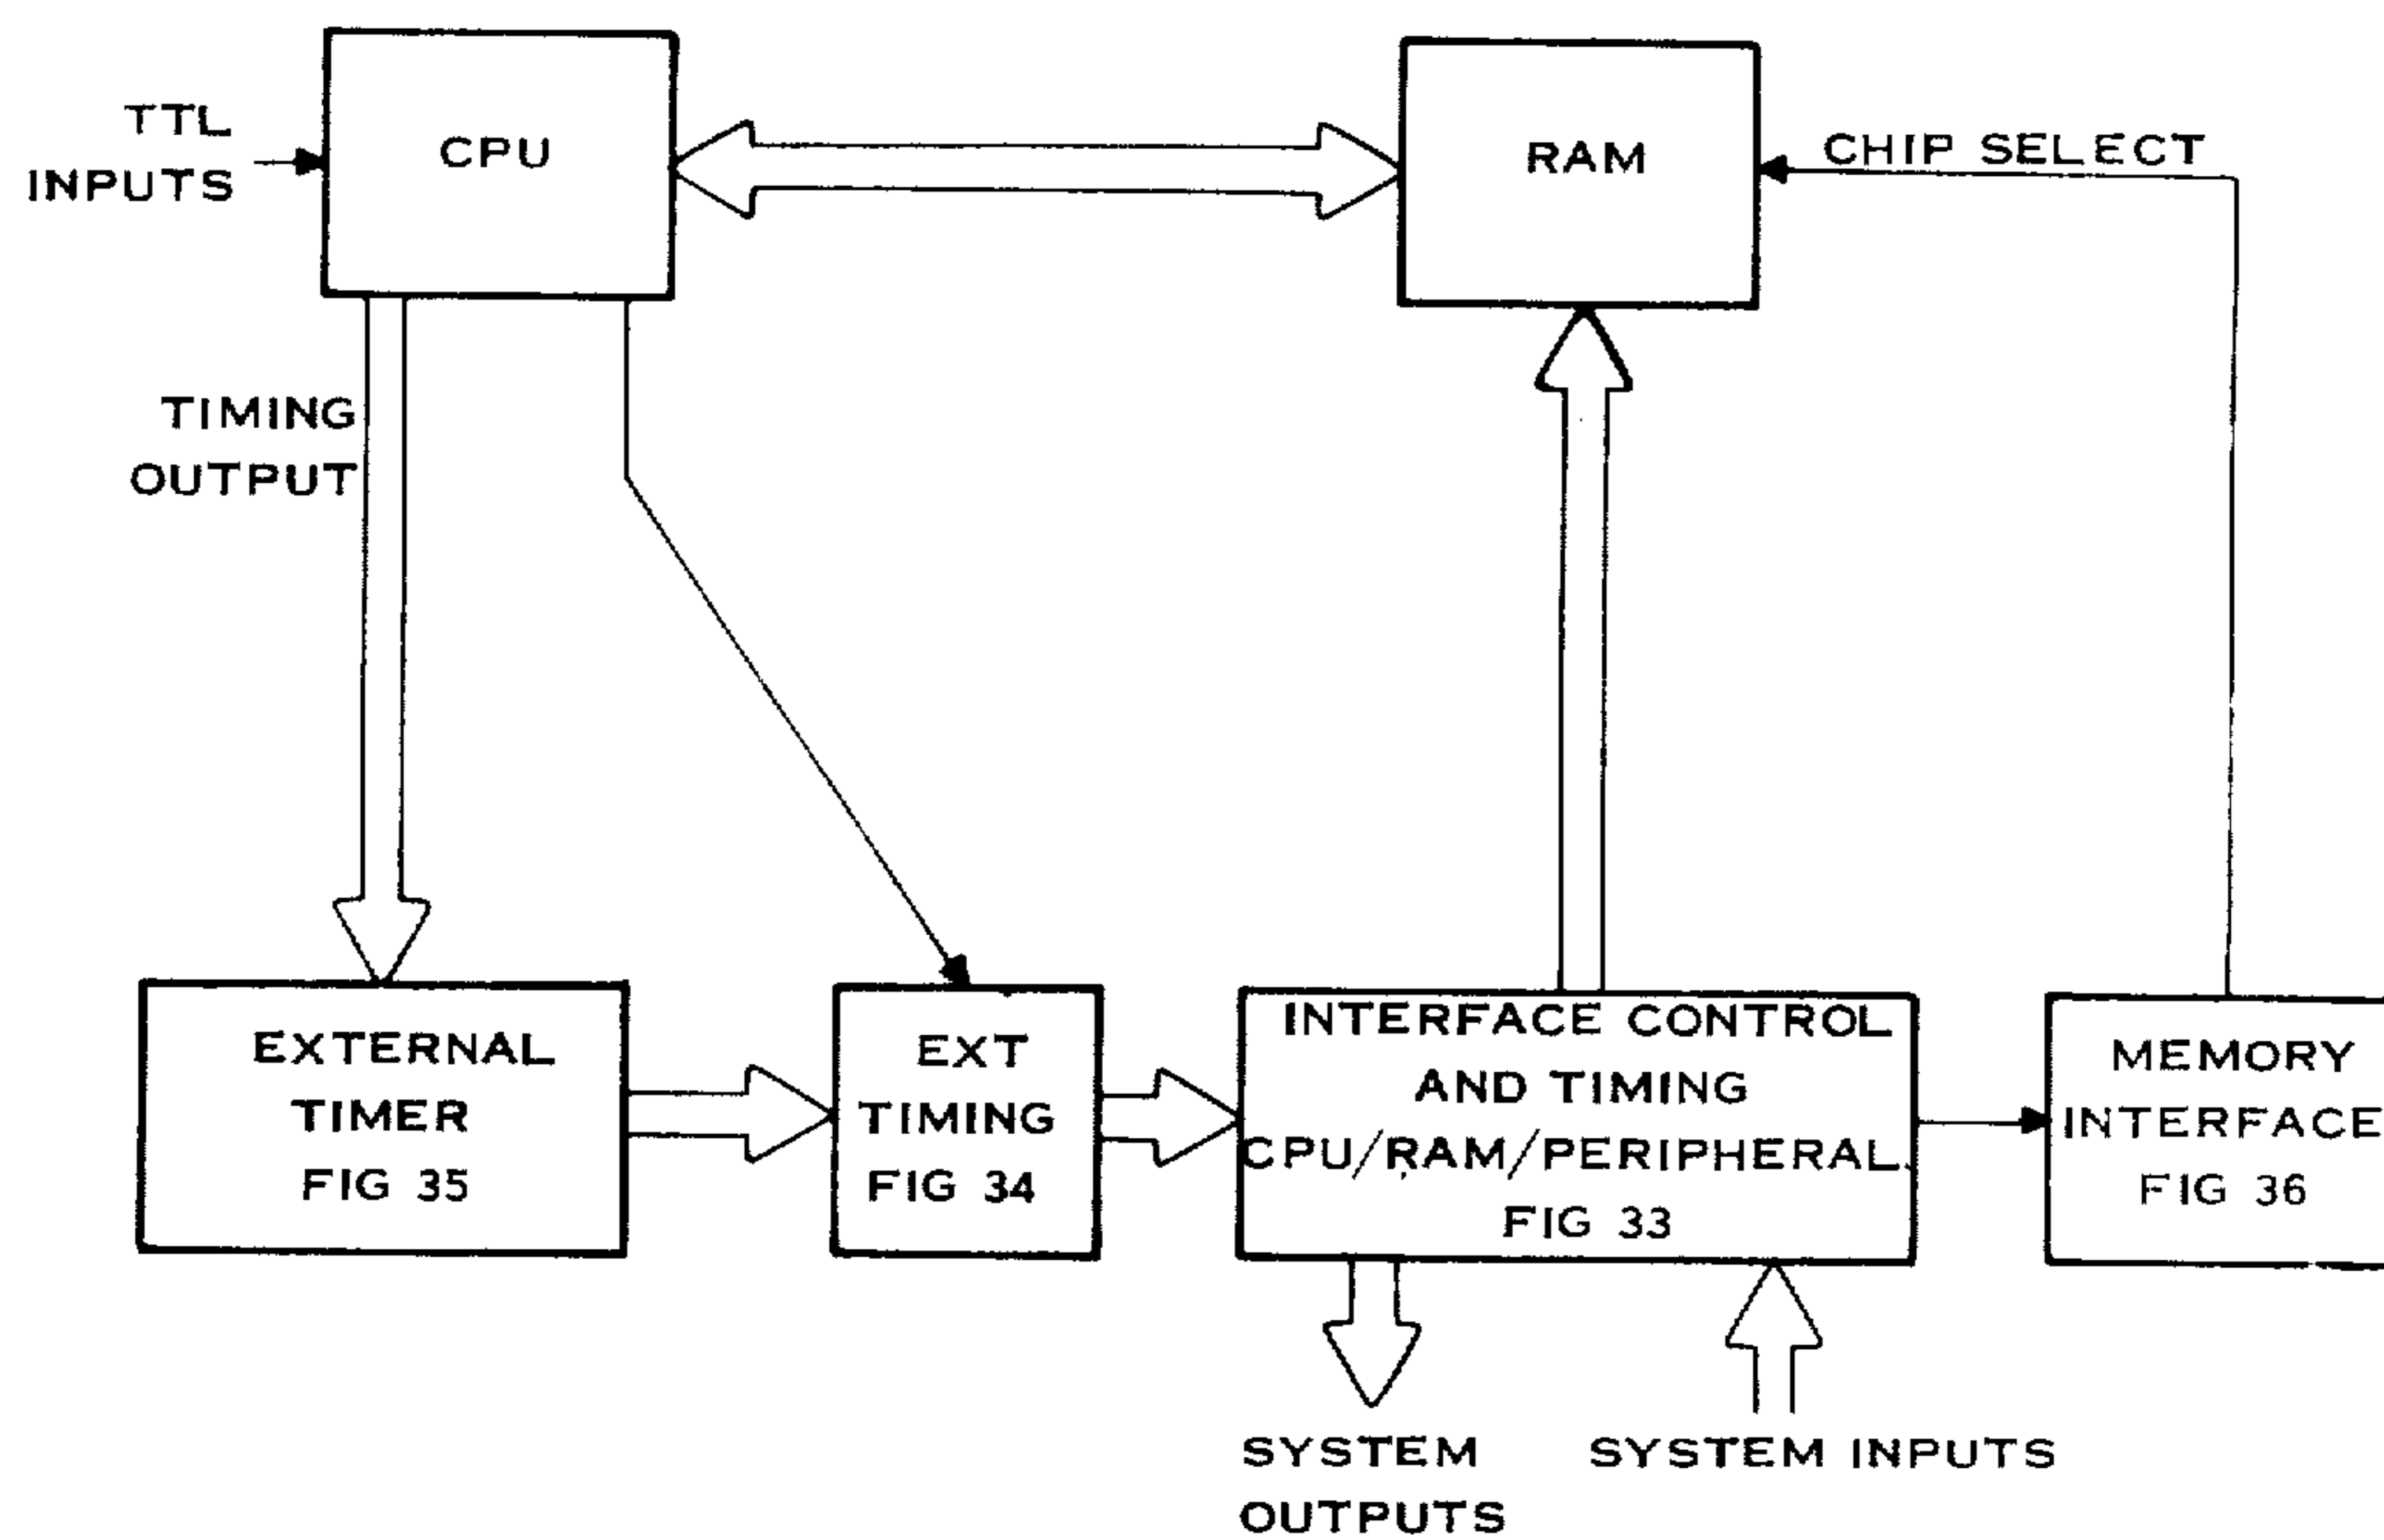 TTL
INPUTS
CPU
RAM
CHIP SELECT
TIMING
OUTPUT
EXTERNAL
TIMER
FIG 35
EXT
TIMING
FIG 34
INTERFACE CONTROL
AND TIMING
CPU/RAM/PERIPHERAL
FIG 33
MEMORY
INTERFACE
FIG 36
SYSTEM
OUTPUTS
SYSTEM INPUTS